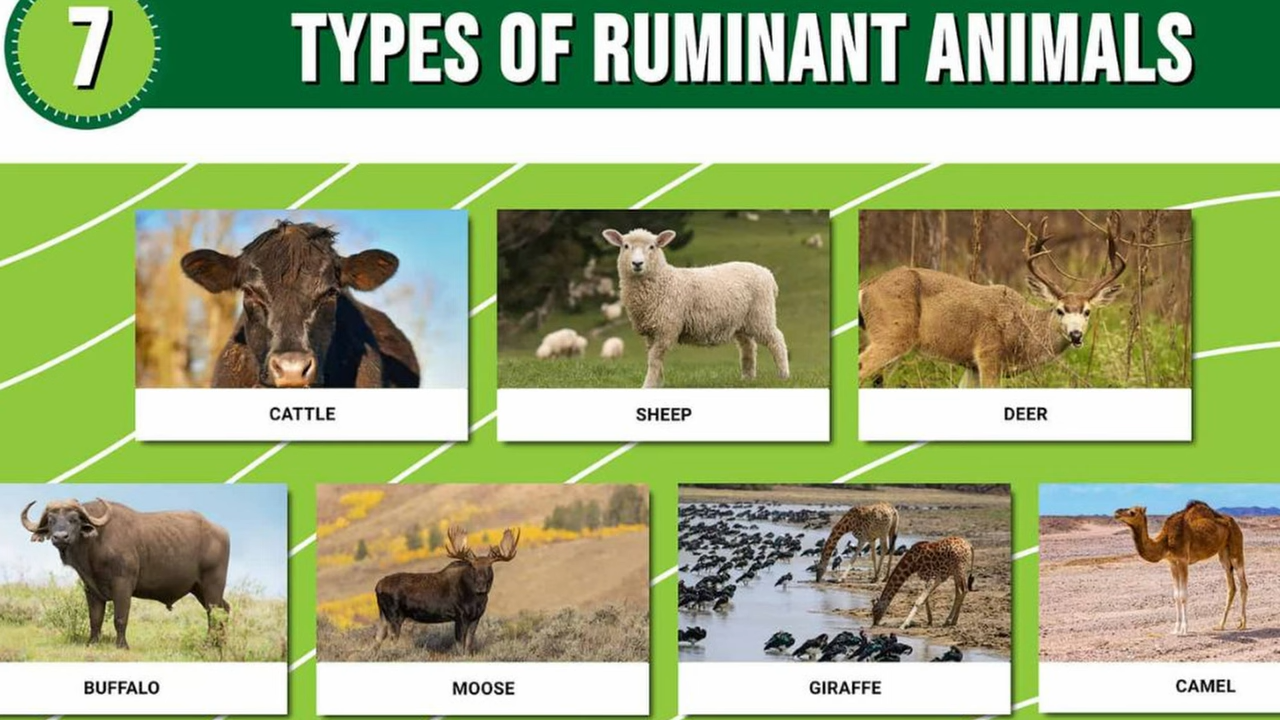 7
TYPES OF RUMINANT ANIMALS
CATTLE
SHEEP
DEER
BUFFALO
MOOSE
GIRAFFE
CAMEL